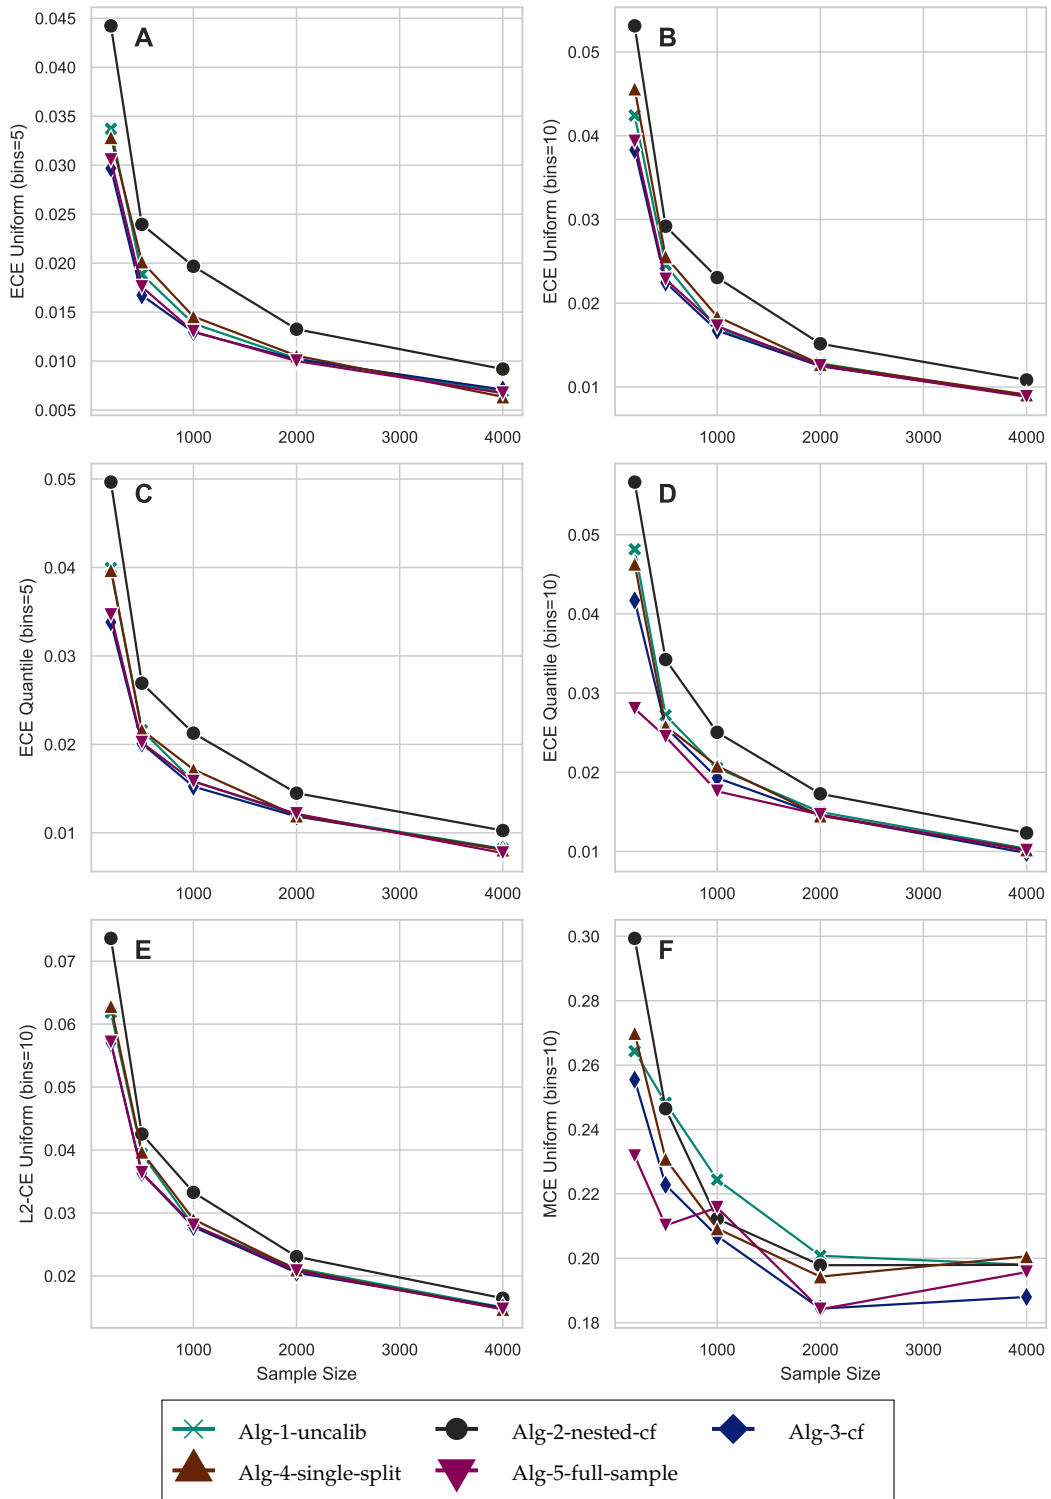 A
ECE Uniform (bins=5)
0.045
0.040
0.035
0.030
0.025
0.020
0.015
0.010
0.005
1000 2000 3000 4000
B
ECE Uniform (bins=10)
0.05
0.04
0.03
0.02
0.01
1000 2000 3000 4000
C
ECE Quantile (bins=5)
0.05
0.04
0.03
0.02
0.01
1000 2000 3000 4000
D
ECE Quantile (bins=10)
0.05
0.04
0.03
0.02
0.01
1000 2000 3000 4000
E
L2-CE Uniform (bins=10)
0.07
0.06
0.05
0.04
0.03
0.02
1000 2000 3000 4000
Sample Size
F
MCE Uniform (bins=10)
0.30
0.28
0.26
0.24
0.22
0.20
0.18
1000 2000 3000 4000
Sample Size
Alg-1-uncalib Alg-2-nested-cf Alg-3-cf
Alg-4-single-split Alg-5-full-sample